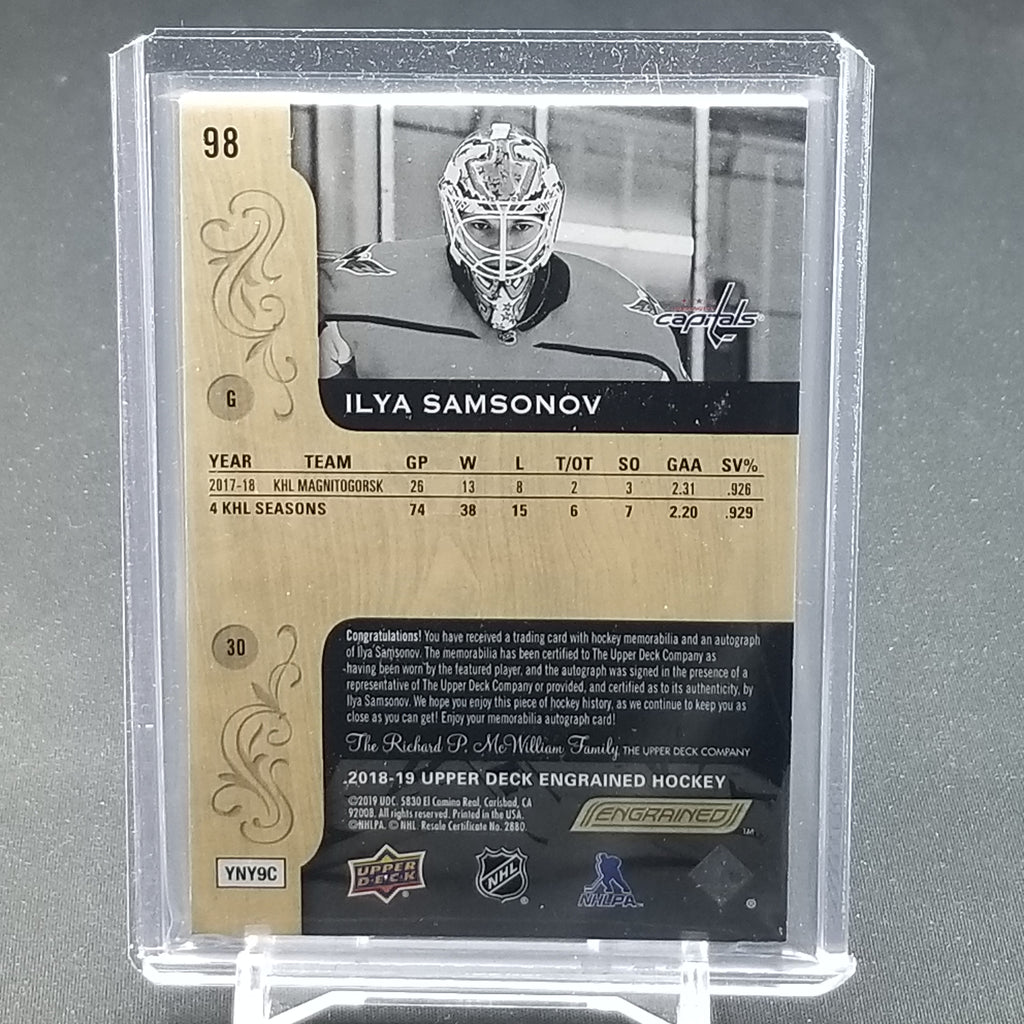 98
capitals
G
ILYA SAMSONOV
YEAR TEAM GP W L T/OT SO GAA SV%
2017-18 KHL MAGNITOGORSK 26 13 8 2 3 2.31 .926
4 KHL SEASONS 74 38 15 6 7 2.20 .929
30
Congratulations! You have received a trading card with hockey memorabilia and an autograph
of Ilya Samsonov. The memorabilia has been certified to The Upper Deck Company as
having been worn by the featured player, and the autograph was signed in the presence of a
representative of The Upper Deck Company or provided, and certified as to its authenticity, by
Ilya Samsonov. We hope you enjoy this piece of hockey history, as we continue to keep you as
close as you can get! Enjoy your memorabilia autograph card!
The Richard P. McWilliam Family, THE UPPER DECK COMPANY
2018-19 UPPER DECK ENGRAINED HOCKEY
©2019 UDC. 5830 El Camino Real, Carlsbad, CA
92008. All rights reserved. Printed in the USA.
©NHLPA. © NHL. Resale Certificate No. 2880.
ENGRAINED TM
YNY9C
UPPER DECK ®
NHL ®
NHLPA
®